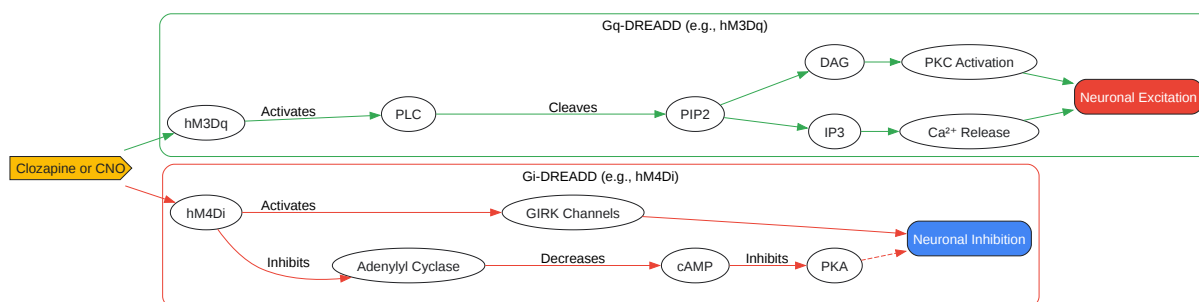 Gq-DREADD (e.g., hM3Dq)
DAG
PKC Activation
Neuronal Excitation
hM3Dq
Activates
PLC
Cleaves
PIP2
IP3
Ca²⁺ Release
Clozapine or CNO
Gi-DREADD (e.g., hM4Di)
hM4Di
Activates
GIRK Channels
Neuronal Inhibition
Inhibits
Adenylyl Cyclase
Decreases
cAMP
Inhibits
PKA